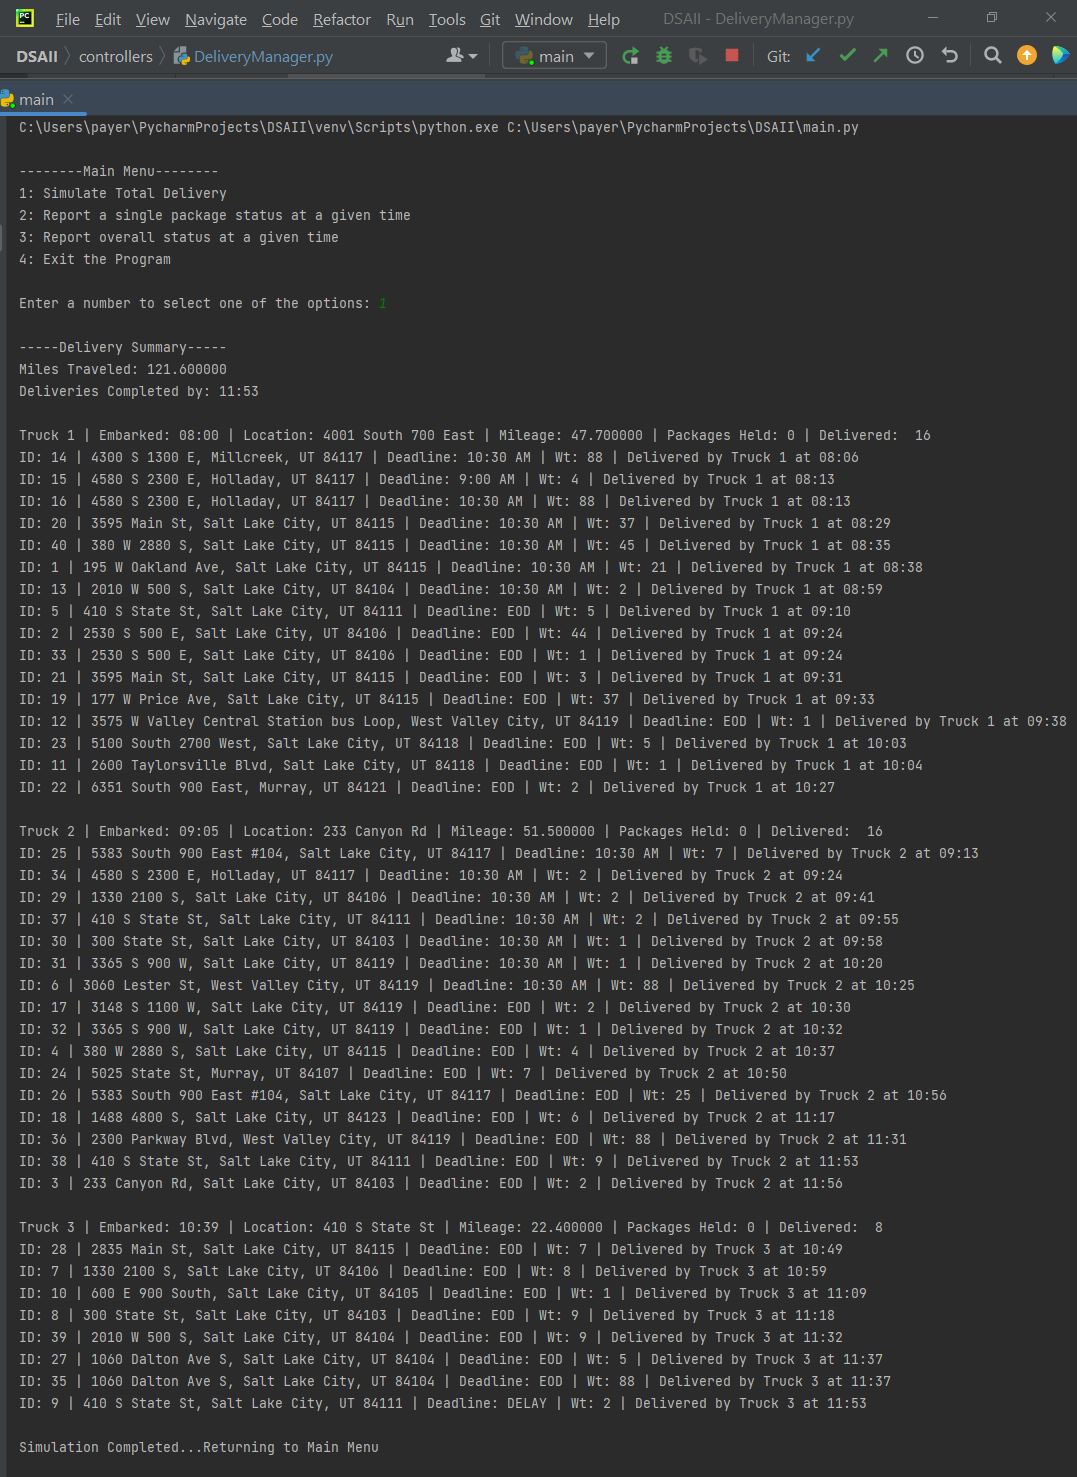 PC File Edit View Navigate Code Refactor Run Tools Git Window Help DSAII - DeliveryManager.py
DSAII controllers DeliveryManager.py main Git:
main
C:\Users\payer\PycharmProjects\DSAII\venv\Scripts\python.exe C:\Users\payer\PycharmProjects\DSAII\main.py
--------Main Menu--------
1: Simulate Total Delivery
2: Report a single package status at a given time
3: Report overall status at a given time
4: Exit the Program
Enter a number to select one of the options: 1
-----Delivery Summary-----
Miles Traveled: 121.600000
Deliveries Completed by: 11:53
Truck 1 | Embarked: 08:00 | Location: 4001 South 700 East | Mileage: 47.700000 | Packages Held: 0 | Delivered:  16
ID: 14 | 4300 S 1300 E, Millcreek, UT 84117 | Deadline: 10:30 AM | Wt: 88 | Delivered by Truck 1 at 08:06
ID: 15 | 4580 S 2300 E, Holladay, UT 84117 | Deadline: 9:00 AM | Wt: 4 | Delivered by Truck 1 at 08:13
ID: 16 | 4580 S 2300 E, Holladay, UT 84117 | Deadline: 10:30 AM | Wt: 88 | Delivered by Truck 1 at 08:13
ID: 20 | 3595 Main St, Salt Lake City, UT 84115 | Deadline: 10:30 AM | Wt: 37 | Delivered by Truck 1 at 08:29
ID: 40 | 380 W 2880 S, Salt Lake City, UT 84115 | Deadline: 10:30 AM | Wt: 45 | Delivered by Truck 1 at 08:35
ID: 1 | 195 W Oakland Ave, Salt Lake City, UT 84115 | Deadline: 10:30 AM | Wt: 21 | Delivered by Truck 1 at 08:38
ID: 13 | 2010 W 500 S, Salt Lake City, UT 84104 | Deadline: 10:30 AM | Wt: 2 | Delivered by Truck 1 at 08:59
ID: 5 | 410 S State St, Salt Lake City, UT 84111 | Deadline: EOD | Wt: 5 | Delivered by Truck 1 at 09:10
ID: 2 | 2530 S 500 E, Salt Lake City, UT 84106 | Deadline: EOD | Wt: 44 | Delivered by Truck 1 at 09:24
ID: 33 | 2530 S 500 E, Salt Lake City, UT 84106 | Deadline: EOD | Wt: 1 | Delivered by Truck 1 at 09:24
ID: 21 | 3595 Main St, Salt Lake City, UT 84115 | Deadline: EOD | Wt: 3 | Delivered by Truck 1 at 09:31
ID: 19 | 177 W Price Ave, Salt Lake City, UT 84115 | Deadline: EOD | Wt: 37 | Delivered by Truck 1 at 09:33
ID: 12 | 3575 W Valley Central Station bus Loop, West Valley City, UT 84119 | Deadline: EOD | Wt: 1 | Delivered by Truck 1 at 09:38
ID: 23 | 5100 South 2700 West, Salt Lake City, UT 84118 | Deadline: EOD | Wt: 5 | Delivered by Truck 1 at 10:03
ID: 11 | 2600 Taylorsville Blvd, Salt Lake City, UT 84118 | Deadline: EOD | Wt: 1 | Delivered by Truck 1 at 10:04
ID: 22 | 6351 South 900 East, Murray, UT 84121 | Deadline: EOD | Wt: 2 | Delivered by Truck 1 at 10:27
Truck 2 | Embarked: 09:05 | Location: 233 Canyon Rd | Mileage: 51.500000 | Packages Held: 0 | Delivered:  16
ID: 25 | 5383 South 900 East #104, Salt Lake City, UT 84117 | Deadline: 10:30 AM | Wt: 7 | Delivered by Truck 2 at 09:13
ID: 34 | 4580 S 2300 E, Holladay, UT 84117 | Deadline: 10:30 AM | Wt: 2 | Delivered by Truck 2 at 09:24
ID: 29 | 1330 2100 S, Salt Lake City, UT 84106 | Deadline: 10:30 AM | Wt: 2 | Delivered by Truck 2 at 09:41
ID: 37 | 410 S State St, Salt Lake City, UT 84111 | Deadline: 10:30 AM | Wt: 2 | Delivered by Truck 2 at 09:55
ID: 30 | 300 State St, Salt Lake City, UT 84103 | Deadline: 10:30 AM | Wt: 1 | Delivered by Truck 2 at 09:58
ID: 31 | 3365 S 900 W, Salt Lake City, UT 84119 | Deadline: 10:30 AM | Wt: 1 | Delivered by Truck 2 at 10:20
ID: 6 | 3060 Lester St, West Valley City, UT 84119 | Deadline: 10:30 AM | Wt: 88 | Delivered by Truck 2 at 10:25
ID: 17 | 3148 S 1100 W, Salt Lake City, UT 84119 | Deadline: EOD | Wt: 2 | Delivered by Truck 2 at 10:30
ID: 32 | 3365 S 900 W, Salt Lake City, UT 84119 | Deadline: EOD | Wt: 1 | Delivered by Truck 2 at 10:32
ID: 4 | 380 W 2880 S, Salt Lake City, UT 84115 | Deadline: EOD | Wt: 4 | Delivered by Truck 2 at 10:37
ID: 24 | 5025 State St, Murray, UT 84107 | Deadline: EOD | Wt: 7 | Delivered by Truck 2 at 10:50
ID: 26 | 5383 South 900 East #104, Salt Lake City, UT 84117 | Deadline: EOD | Wt: 25 | Delivered by Truck 2 at 10:56
ID: 18 | 1488 4800 S, Salt Lake City, UT 84123 | Deadline: EOD | Wt: 6 | Delivered by Truck 2 at 11:17
ID: 36 | 2300 Parkway Blvd, West Valley City, UT 84119 | Deadline: EOD | Wt: 88 | Delivered by Truck 2 at 11:31
ID: 38 | 410 S State St, Salt Lake City, UT 84111 | Deadline: EOD | Wt: 9 | Delivered by Truck 2 at 11:53
ID: 3 | 233 Canyon Rd, Salt Lake City, UT 84103 | Deadline: EOD | Wt: 2 | Delivered by Truck 2 at 11:56
Truck 3 | Embarked: 10:39 | Location: 410 S State St | Mileage: 22.400000 | Packages Held: 0 | Delivered:  8
ID: 28 | 2835 Main St, Salt Lake City, UT 84115 | Deadline: EOD | Wt: 7 | Delivered by Truck 3 at 10:49
ID: 7 | 1330 2100 S, Salt Lake City, UT 84106 | Deadline: EOD | Wt: 8 | Delivered by Truck 3 at 10:59
ID: 10 | 600 E 900 South, Salt Lake City, UT 84105 | Deadline: EOD | Wt: 1 | Delivered by Truck 3 at 11:09
ID: 8 | 300 State St, Salt Lake City, UT 84103 | Deadline: EOD | Wt: 9 | Delivered by Truck 3 at 11:18
ID: 39 | 2010 W 500 S, Salt Lake City, UT 84104 | Deadline: EOD | Wt: 9 | Delivered by Truck 3 at 11:32
ID: 27 | 1060 Dalton Ave S, Salt Lake City, UT 84104 | Deadline: EOD | Wt: 5 | Delivered by Truck 3 at 11:37
ID: 35 | 1060 Dalton Ave S, Salt Lake City, UT 84104 | Deadline: EOD | Wt: 88 | Delivered by Truck 3 at 11:37
ID: 9 | 410 S State St, Salt Lake City, UT 84111 | Deadline: DELAY | Wt: 2 | Delivered by Truck 3 at 11:53
Simulation Completed...Returning to Main Menu